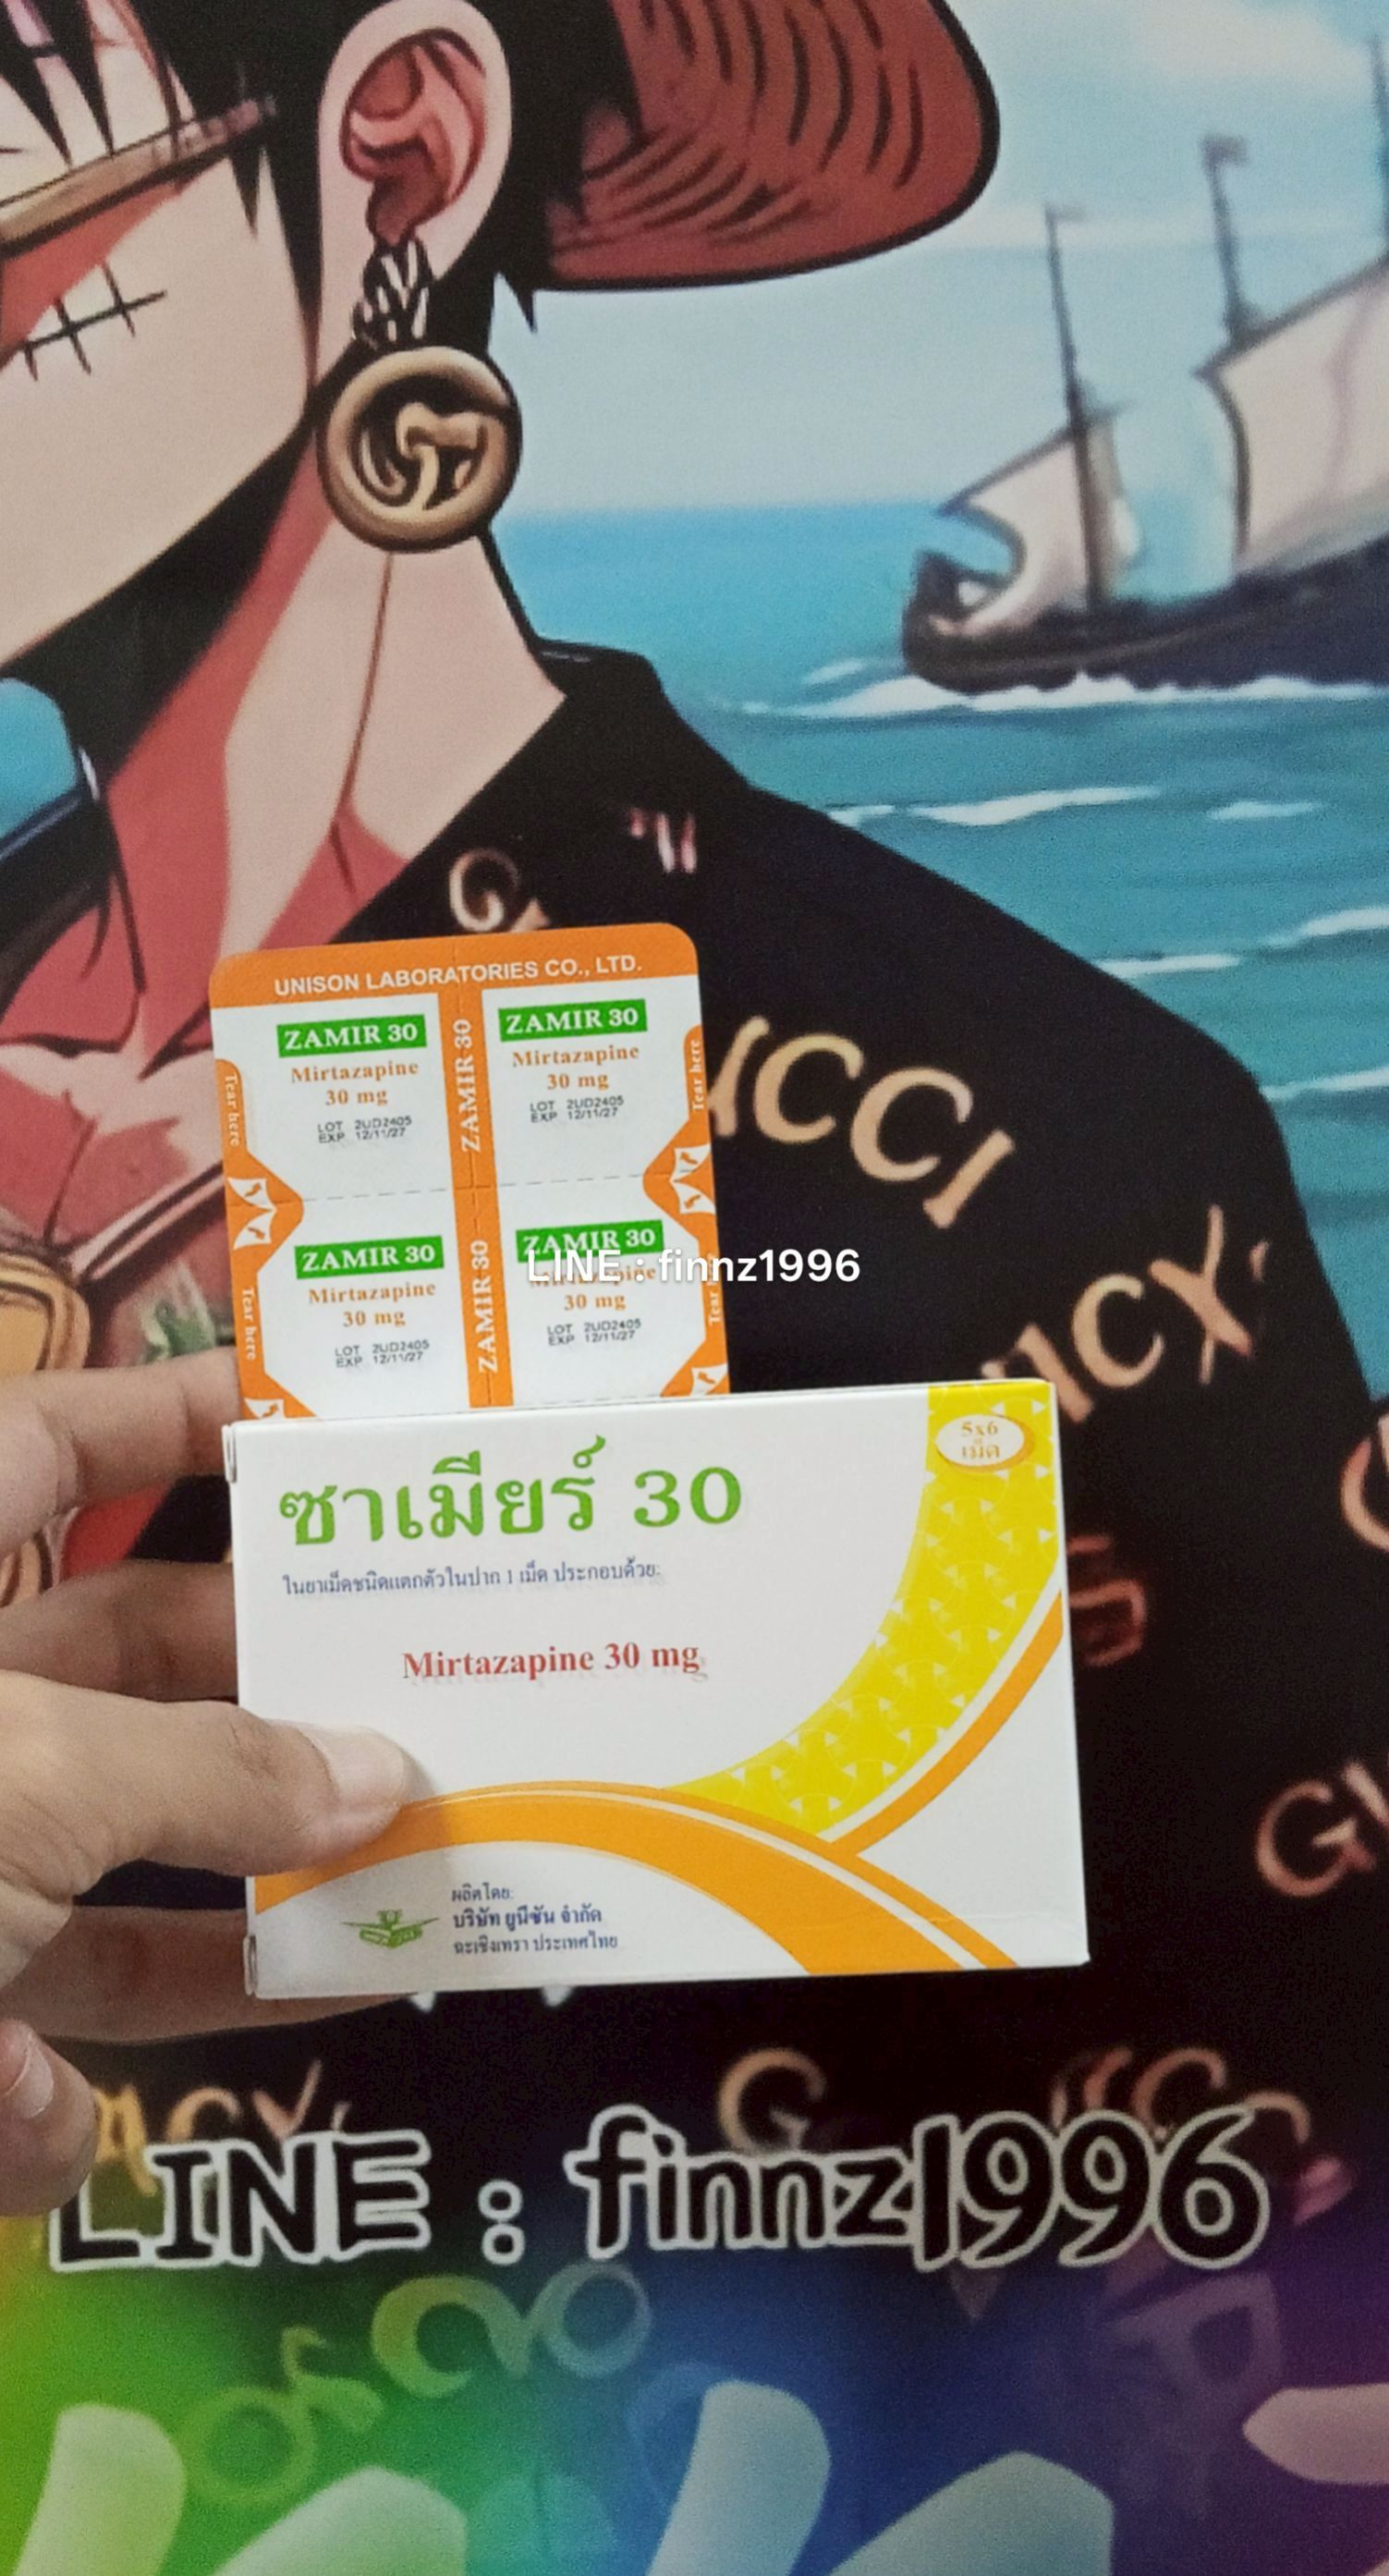 UNISON LABORATORIES CO., LTD.
ZAMIR 30
Mirtazapine
30 mg
LOT 2UD2405
EXP 12/11/27
ZAMIR 30
ZAMIR 30
Mirtazapine
30 mg
LOT 2UD2405
EXP 12/11/27
Tear here
Tear here
ZAMIR 30
Mirtazapine
30 mg
LOT 2UD2405
EXP 12/11/27
ZAMIR 30
ZAMIR 30
Mirtazapine
30 mg
LOT 2UD2405
EXP 12/11/27
Tear here
LINE : finnz1996
5x6
เม็ด
ซาเมียร์ 30
ในยาเม็ดชนิดแตกตัวในปาก 1 เม็ด ประกอบด้วย:
Mirtazapine 30 mg
ผลิตโดย:
บริษัท ยูนีซัน จำกัด
ฉะเชิงเทรา ประเทศไทย
LINE : finnz1996